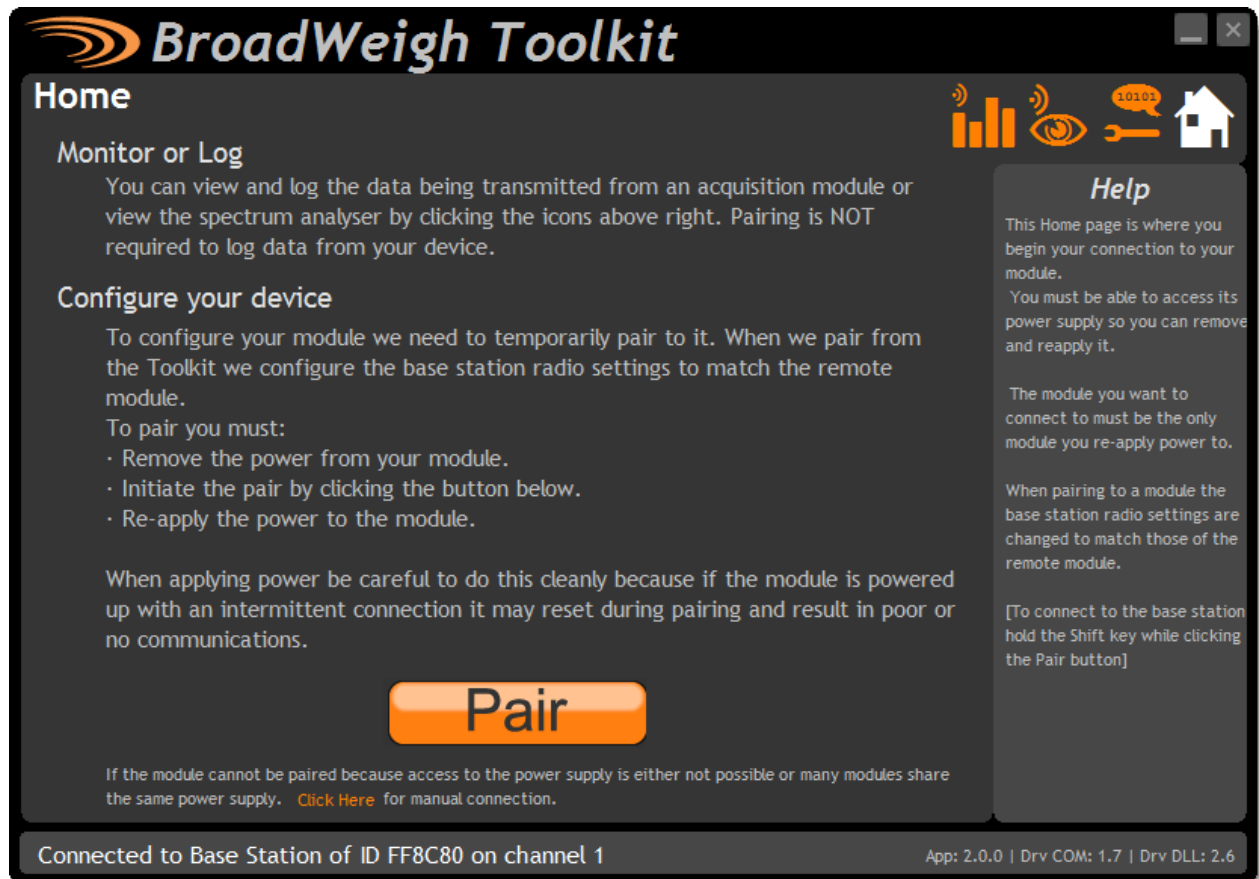 BroadWeigh Toolkit
Home
10101
Monitor or Log
You can view and log the data being transmitted from an acquisition module or
view the spectrum analyser by clicking the icons above right. Pairing is NOT
required to log data from your device.
Configure your device
To configure your module we need to temporarily pair to it. When we pair from
the Toolkit we configure the base station radio settings to match the remote
module.
To pair you must:
· Remove the power from your module.
· Initiate the pair by clicking the button below.
· Re-apply the power to the module.
When applying power be careful to do this cleanly because if the module is powered
up with an intermittent connection it may reset during pairing and result in poor or
no communications.
Pair
If the module cannot be paired because access to the power supply is either not possible or many modules share
the same power supply. Click Here for manual connection.
Help
This Home page is where you
begin your connection to your
module.
You must be able to access its
power supply so you can remove
and reapply it.
The module you want to
connect to must be the only
module you re-apply power to.
When pairing to a module the
base station radio settings are
changed to match those of the
remote module.
[To connect to the base station
hold the Shift key while clicking
the Pair button]
Connected to Base Station of ID FF8C80 on channel 1
App: 2.0.0 | Drv COM: 1.7 | Drv DLL: 2.6